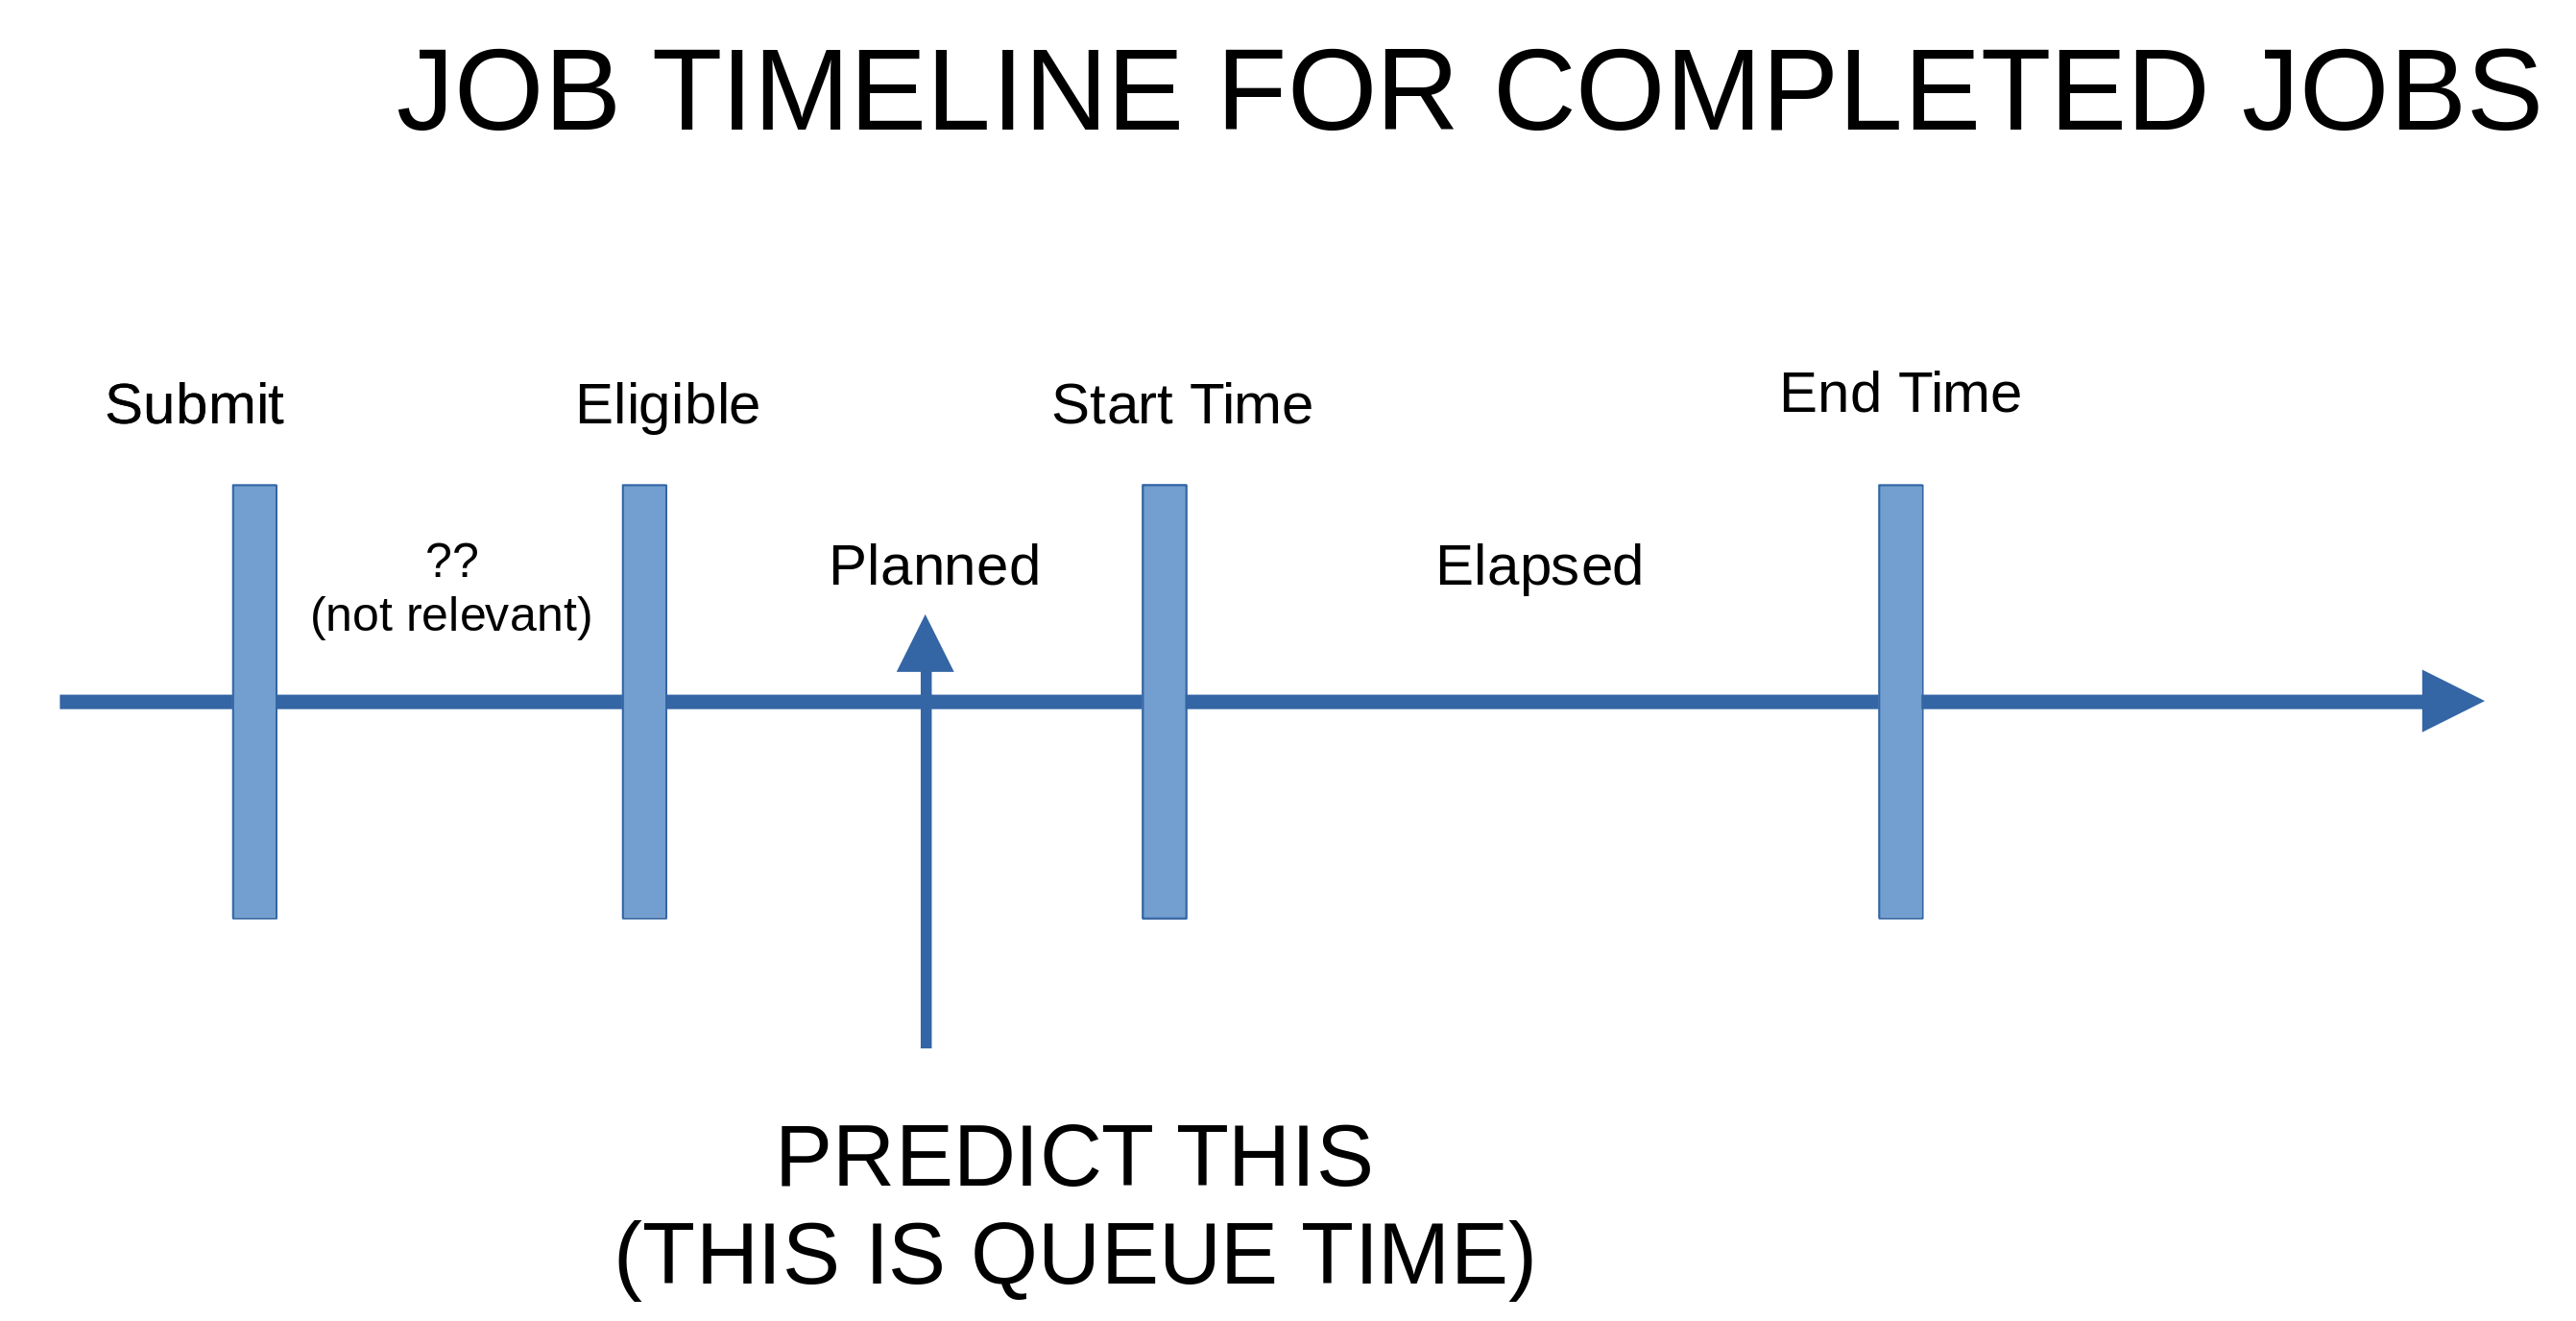 JOB TIMELINE FOR COMPLETED JOBS
Submit
Eligible
Start Time
End Time
??
(not relevant)
Planned
Elapsed
PREDICT THIS
(THIS IS QUEUE TIME)